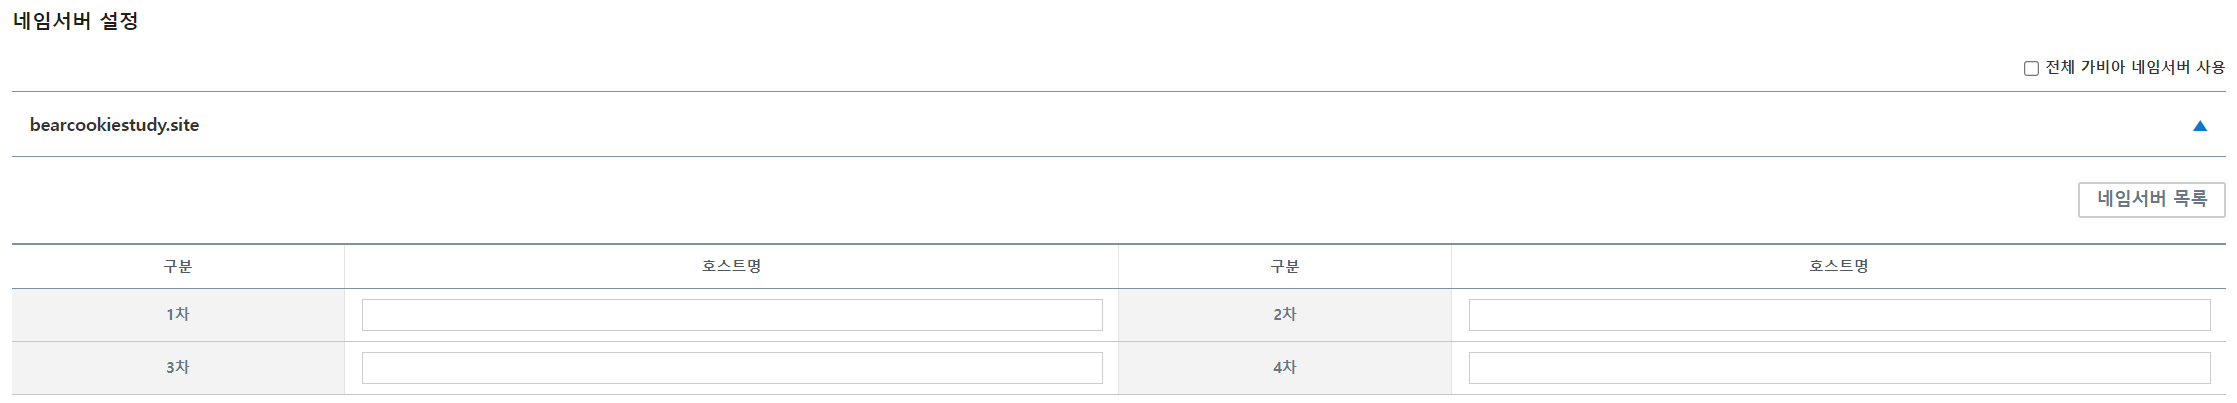 네임서버 설정
전체 가비아 네임서버 사용
bearcookiestudy.site
네임서버 목록
구분 호스트명 구분 호스트명
1차 2차
3차 4차